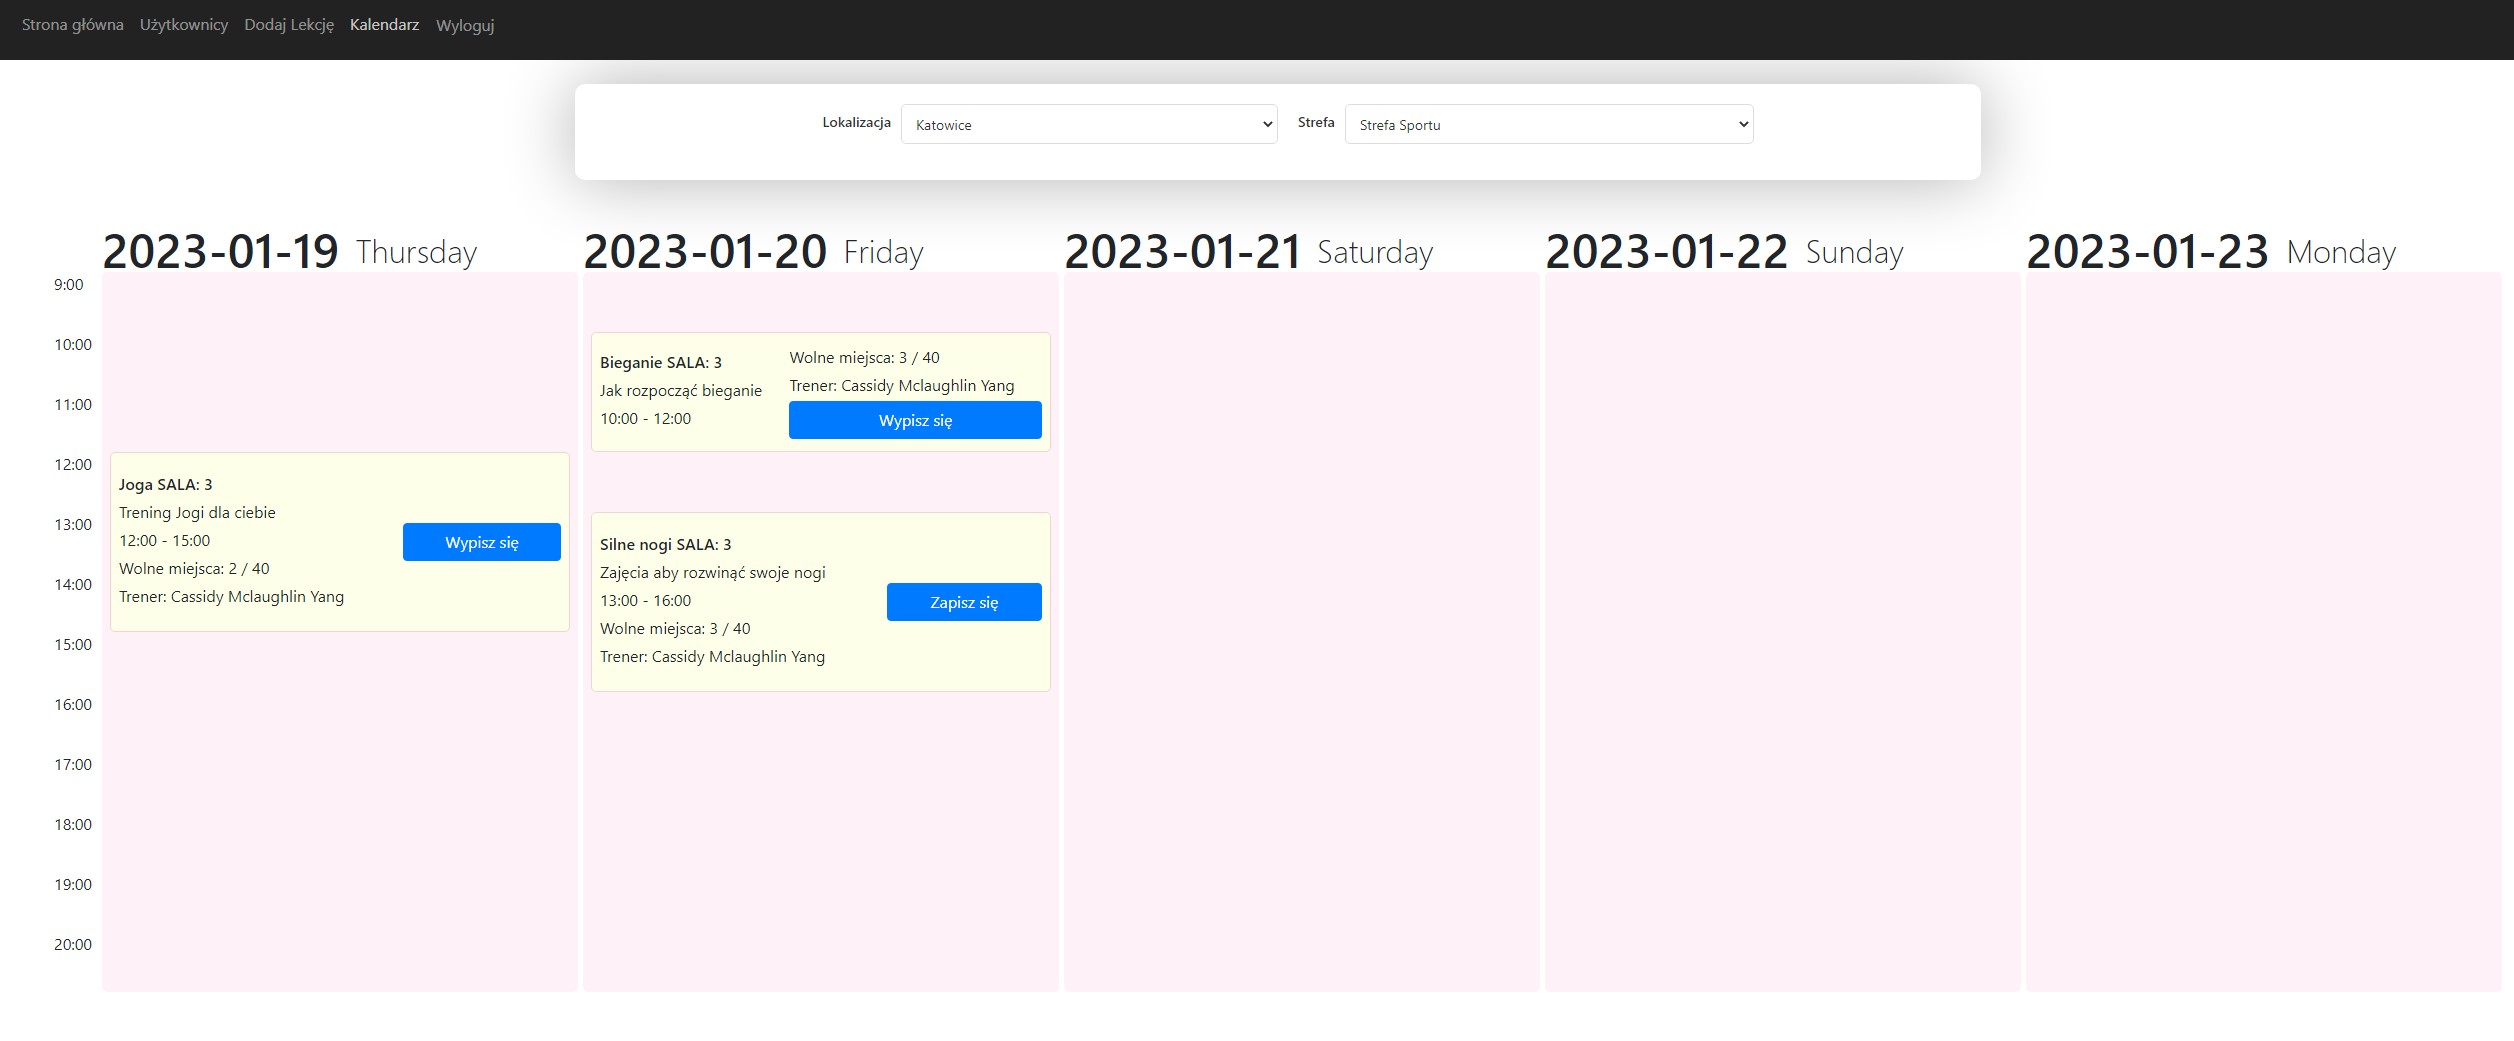 Strona główna Użytkownicy Dodaj Lekcję Kalendarz Wyloguj
Lokalizacja Katowice Strefa Strefa Sportu
2023-01-19 Thursday
2023-01-20 Friday
2023-01-21 Saturday
2023-01-22 Sunday
2023-01-23 Monday
9:00
10:00
11:00
12:00
13:00
14:00
15:00
16:00
17:00
18:00
19:00
20:00
Joga SALA: 3
Trening Jogi dla ciebie
12:00 - 15:00
Wolne miejsca: 2 / 40
Trener: Cassidy Mclaughlin Yang
Wypisz się
Bieganie SALA: 3
Jak rozpocząć bieganie
10:00 - 12:00
Wolne miejsca: 3 / 40
Trener: Cassidy Mclaughlin Yang
Wypisz się
Silne nogi SALA: 3
Zajęcia aby rozwinąć swoje nogi
13:00 - 16:00
Wolne miejsca: 3 / 40
Trener: Cassidy Mclaughlin Yang
Zapisz się